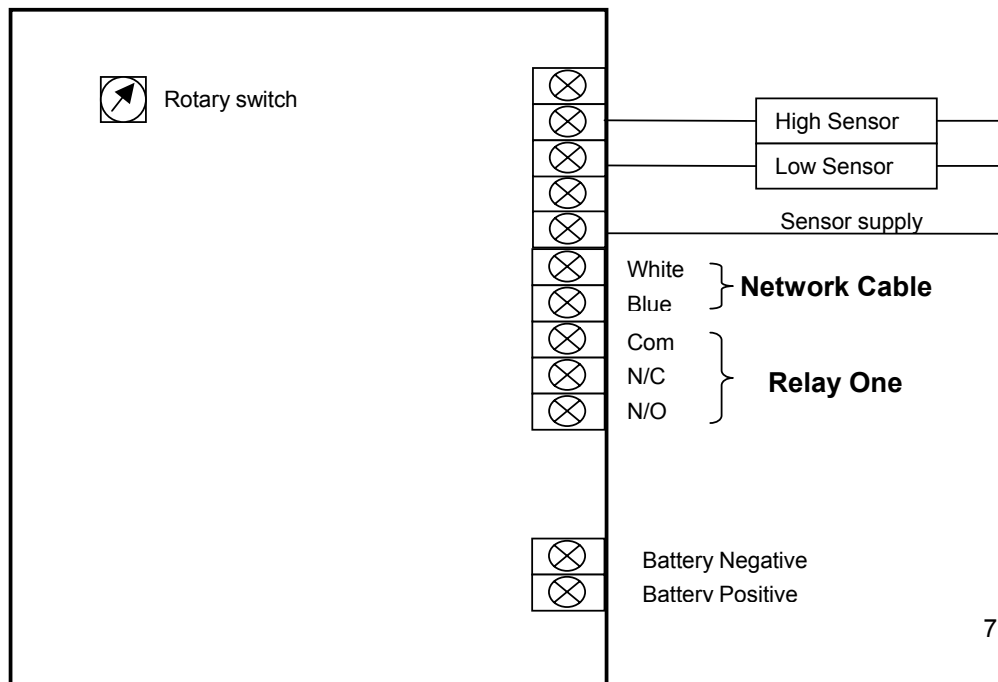 Rotary switch
High Sensor
Low Sensor
Sensor supply
White
Blue
Network Cable
Com
N/C
N/O
Relay One
Battery Negative
Battery Positive
7